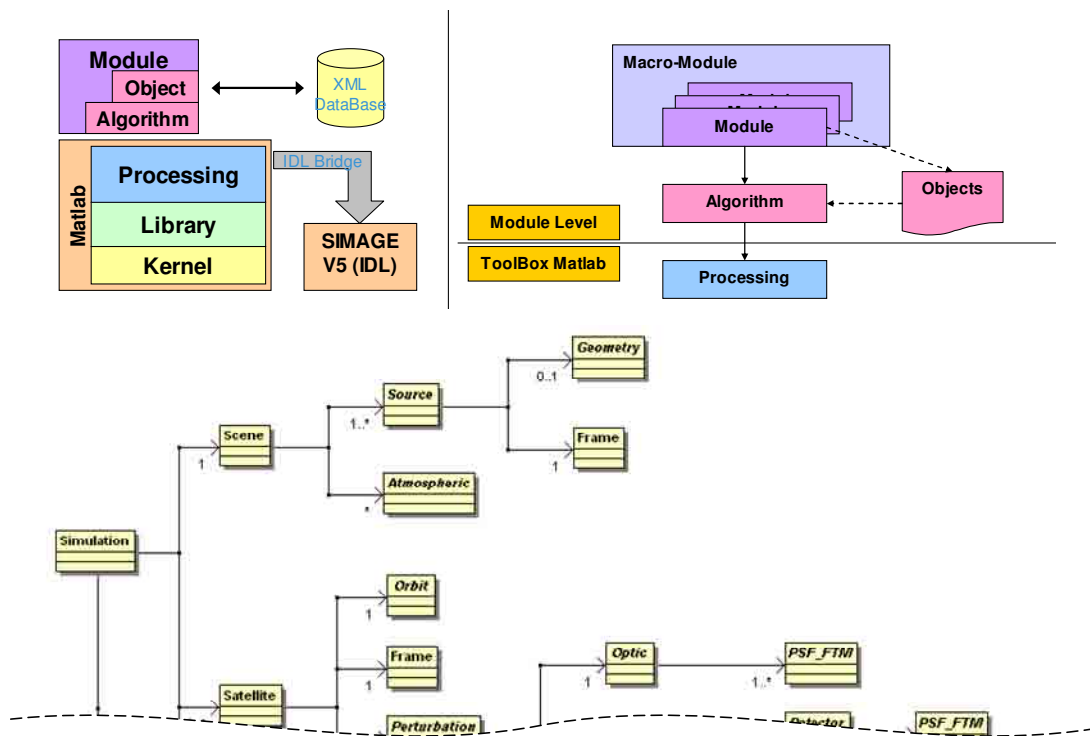 Module
Object
Algorithm
XML
DataBase
Matlab
Processing
Library
Kernel
IDL Bridge
SIMAGE
V5 (IDL)
Macro-Module
Module
Algorithm
Objects
Module Level
ToolBox Matlab
Processing
Geometry
0..1
Source
1..*
Scene
1
Frame
1
Atmospheric
*
Simulation
Orbit
1
Frame
1
Optic
1
PSF_FTM
1..*
Satellite
1
Perturbation
Detector
PSF_FTM